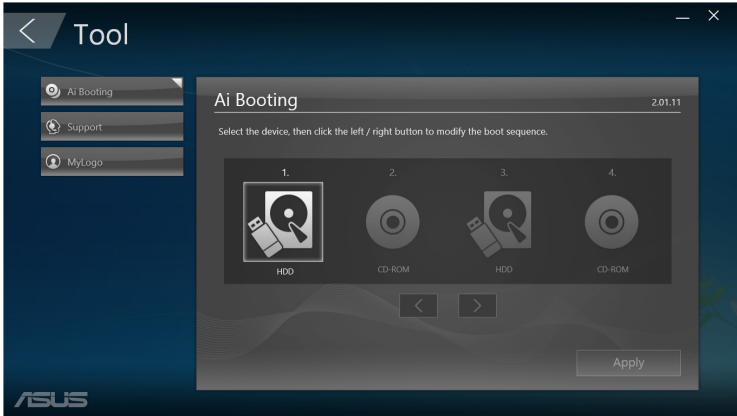 Tool
Ai Booting
Support
MyLogo
Ai Booting
2.01.11
Select the device, then click the left / right button to modify the boot sequence.
1. 2. 3. 4.
HDD CD-ROM HDD CD-ROM
Apply
ASUS